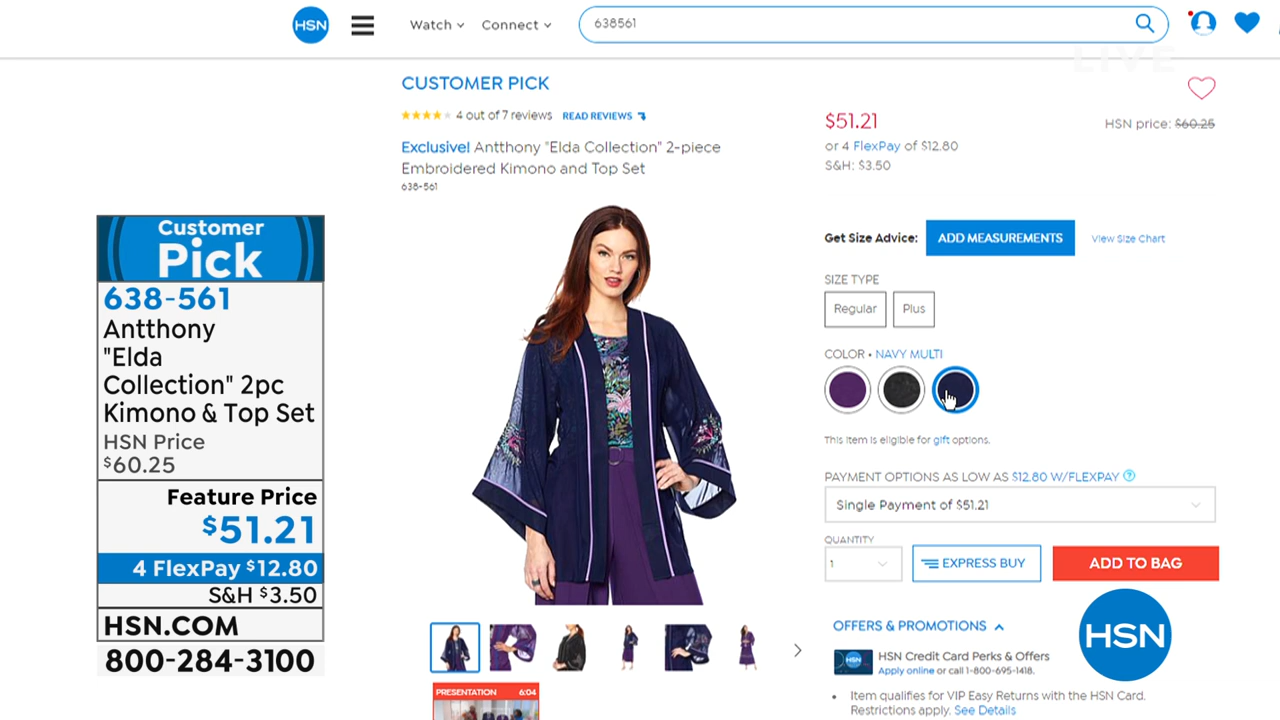 HSN
Watch
Connect
638561
LIVE
CUSTOMER PICK
4 out of 7 reviews READ REVIEWS
Exclusive! Antthony "Elda Collection" 2-piece
Embroidered Kimono and Top Set
638-561
$51.21
HSN price: $60.25
or 4 FlexPay of $12.80
S&H: $3.50
Get Size Advice: ADD MEASUREMENTS View Size Chart
SIZE TYPE
Regular Plus
COLOR • NAVY MULTI
This item is eligible for gift options.
PAYMENT OPTIONS AS LOW AS $12.80 W/FLEXPAY ?
Single Payment of $51.21
QUANTITY
1
EXPRESS BUY
ADD TO BAG
OFFERS & PROMOTIONS
HSN
HSN Credit Card Perks & Offers
Apply online or call 1-800-695-1418.
• Item qualifies for VIP Easy Returns with the HSN Card.
Restrictions apply. See Details
HSN
PRESENTATION 6:04
Customer
Pick
638-561
Antthony
"Elda
Collection" 2pc
Kimono & Top Set
HSN Price
$60.25
Feature Price
$51.21
4 FlexPay $12.80
S&H $3.50
HSN.COM
800-284-3100